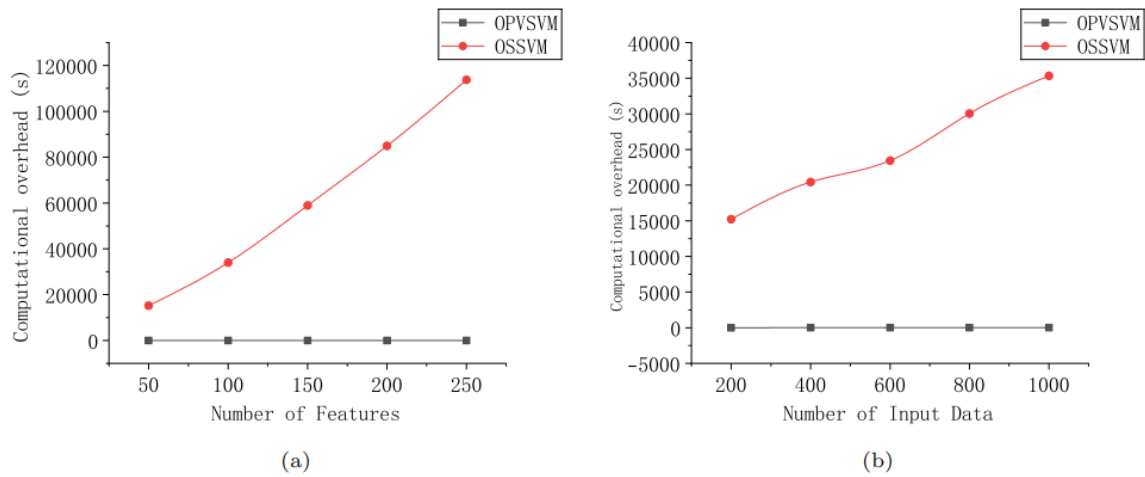 OPVSVM
OSSVM
Computational overhead (s)
120000
100000
80000
60000
40000
20000
0
50 100 150 200 250
Number of Features
(a)
OPVSVM
OSSVM
Computational overhead (s)
40000
35000
30000
25000
20000
15000
10000
5000
0
-5000
200 400 600 800 1000
Number of Input Data
(b)